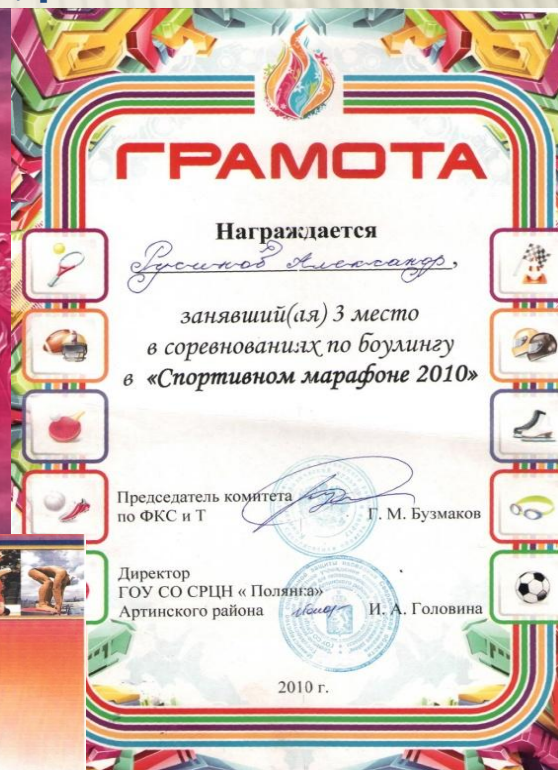 ГРАМОТА
Награждается
Русинов Александр,
занявший(ая) 3 место
в соревнованиях по боулингу
в «Спортивном марафоне 2010»
Председатель комитета
по ФКС и Т Г. М. Бузмаков
Директор
ГОУ СО СРЦН « Полянка»
Артинского района И. А. Головина
2010 г.